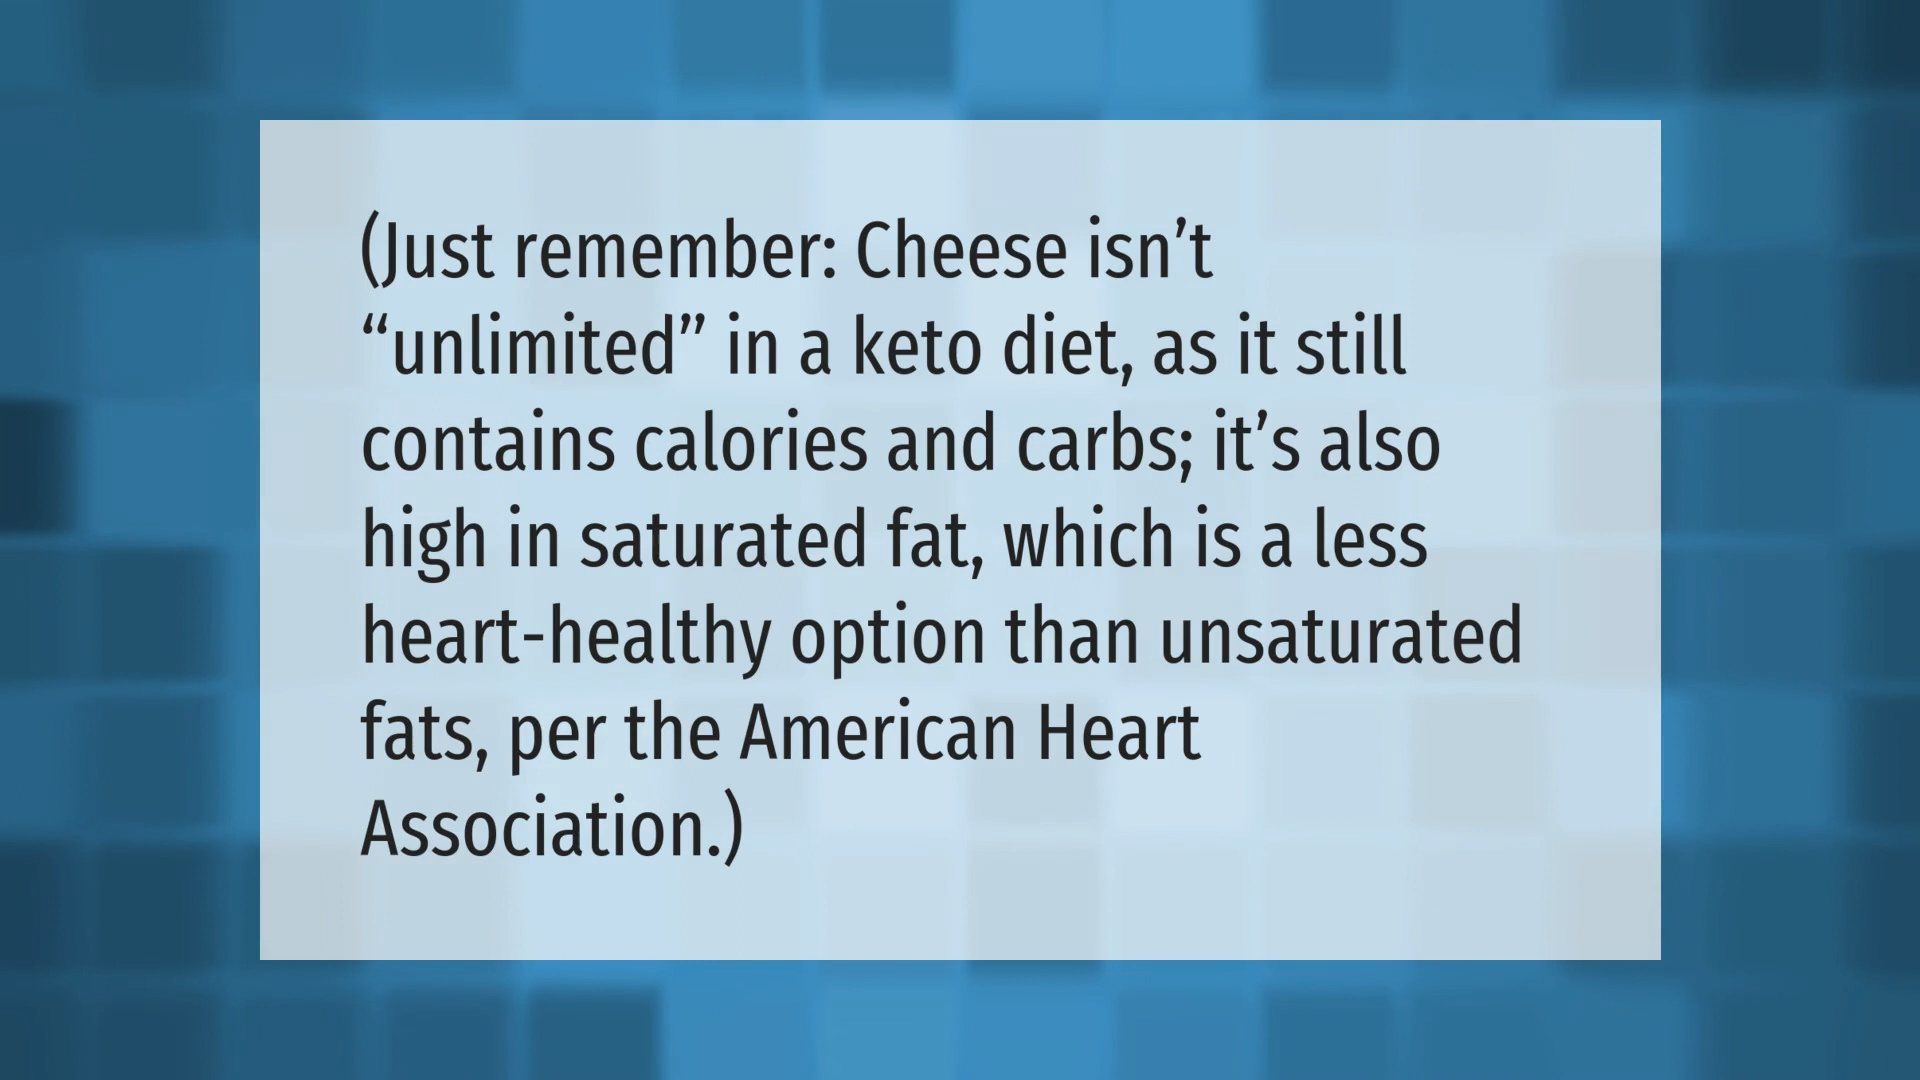 (Just remember: Cheese isn’t
“unlimited” in a keto diet, as it still
contains calories and carbs; it’s also
high in saturated fat, which is a less
heart-healthy option than unsaturated
fats, per the American Heart
Association.)